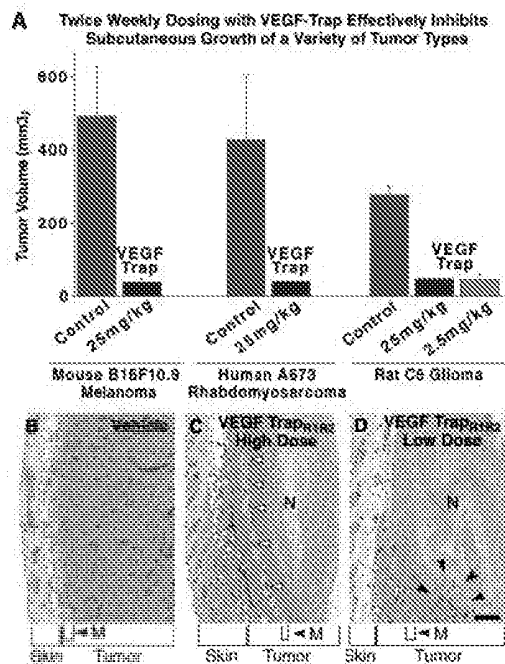 A Twice Weekly Dosing with VEGF-Trap Effectively Inhibits
Subcutaneous Growth of a Variety of Tumor Types
Tumor Volume (mm3)
600
400
200
0
VEGF
Trap
VEGF
Trap
VEGF
Trap
Control
25mg/kg
Control
25mg/kg
Control
25mg/kg
2.5mg/kg
Mouse B16F10.9
Melanoma
Human A673
Rhabdomyosarcoma
Rat C6 Glioma
B Vehicle
C VEGF TrapR1R2
High Dose
D VEGF TrapR1R2
Low Dose
N
N
M
M
M
Skin Tumor
Skin Tumor
Skin Tumor